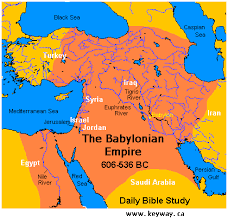 Black Sea
Caspian
Sea
Turkey
Iraq
Tigris
River
Syria
Mediterranean Sea
Euphrates
River
Babylon
Iran
Jerusalem
Israel
Jordan
The Babylonian
Empire
606-536 BC
Egypt
Nile
River
Red
Sea
Persian
Gulf
Saudi Arabia
Daily Bible Study
www.keyway.ca